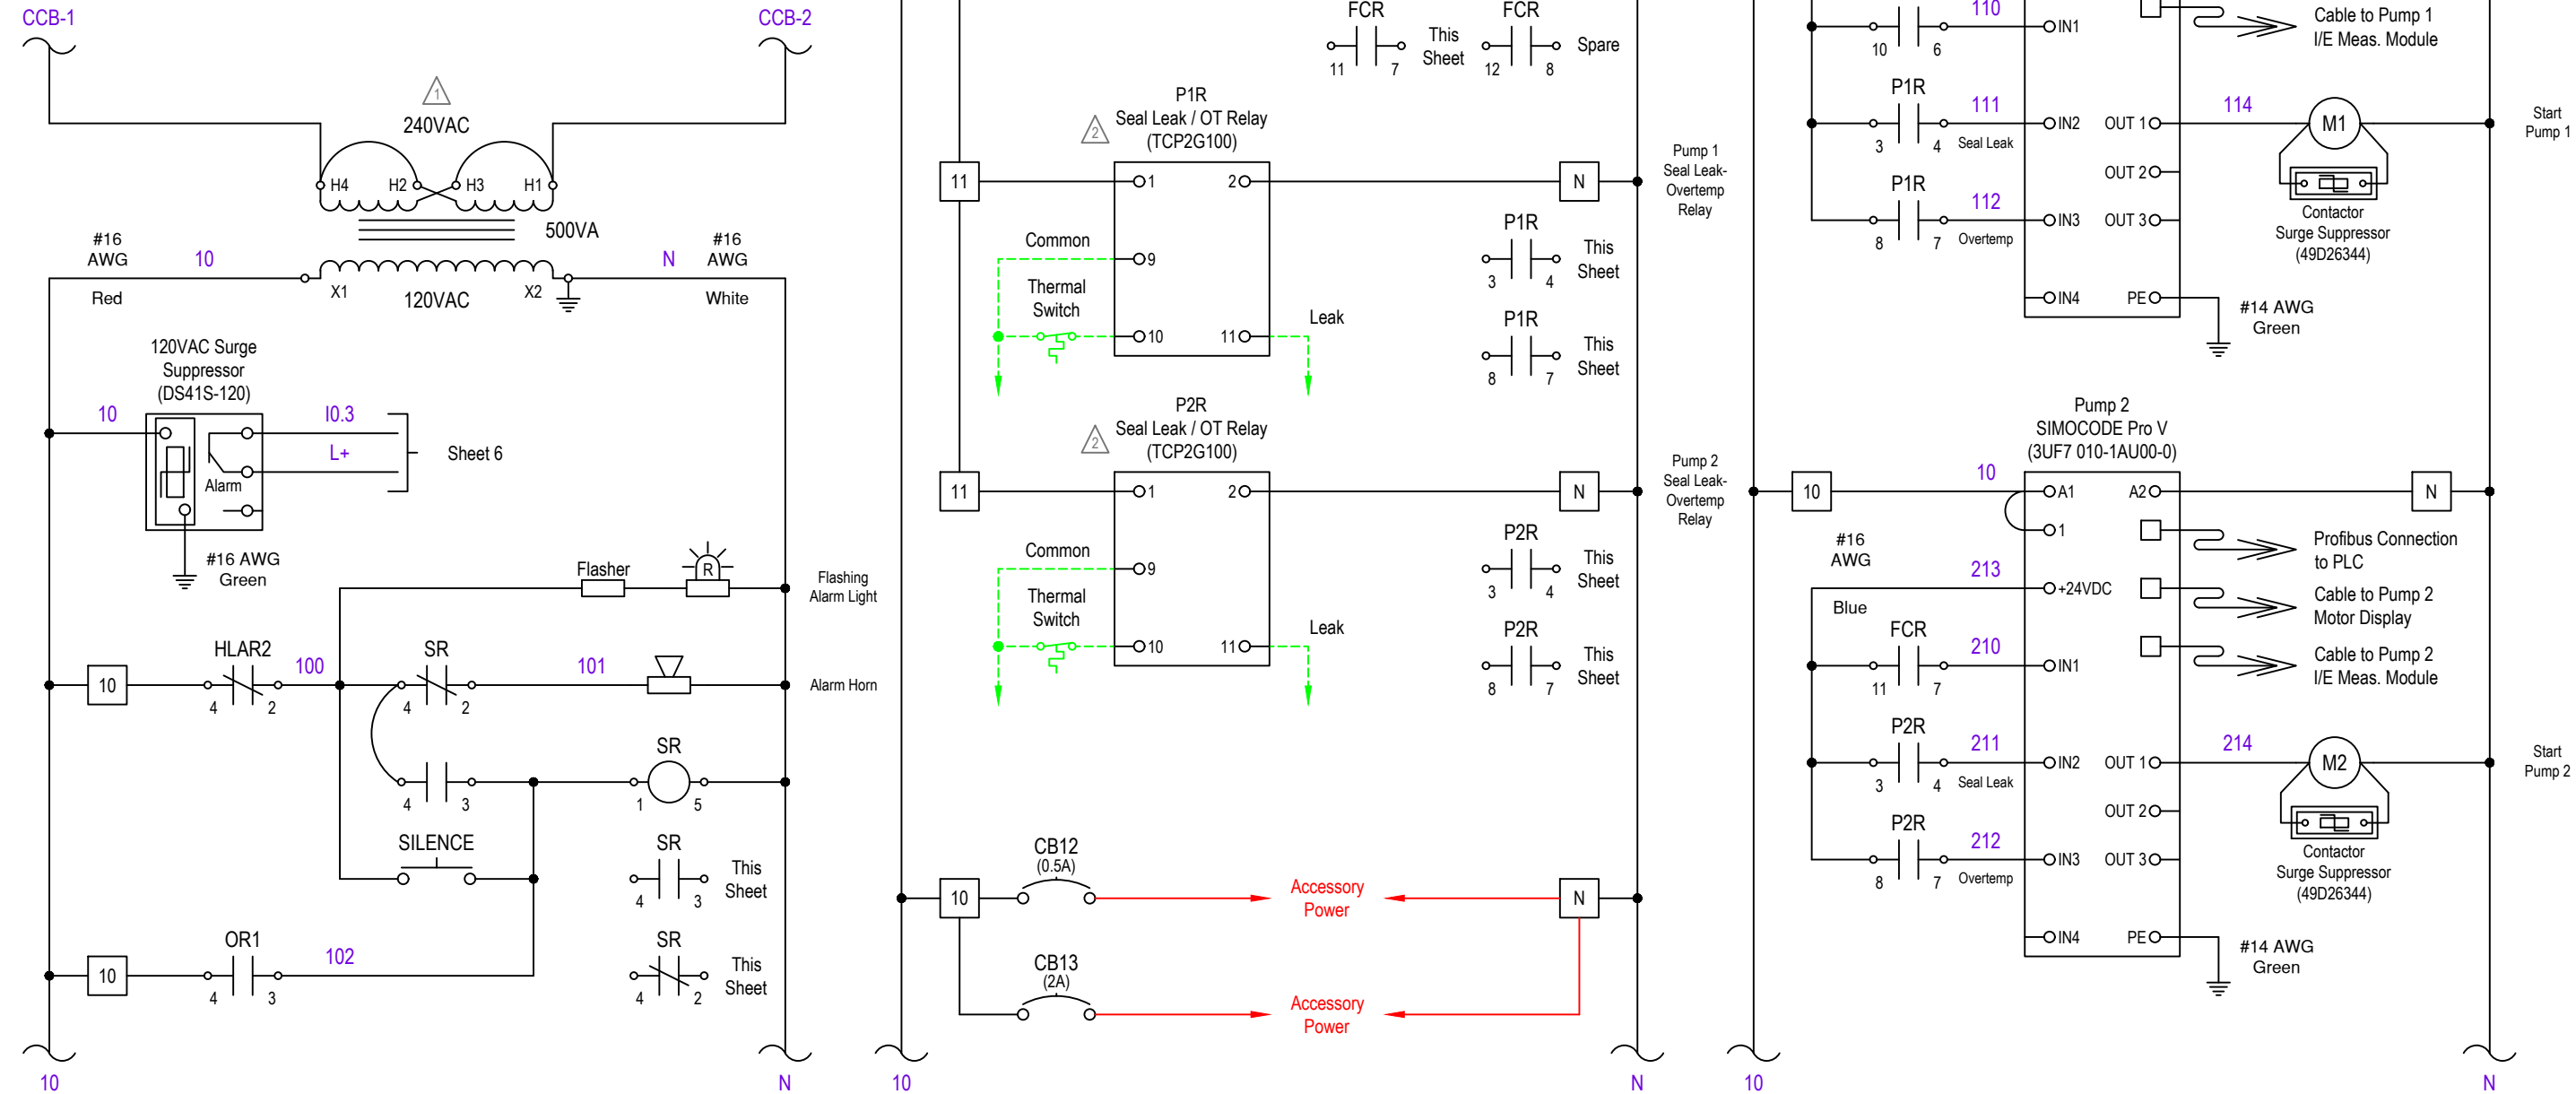 CCB-1
CCB-2
1
240VAC
H4
H2
H3
H1
500VA
#16
AWG
10
N
#16
AWG
Red
X1
120VAC
X2
White
120VAC Surge
Suppressor
(DS41S-120)
10
I0.3
L+
Alarm
Sheet 6
#16 AWG
Green
Flasher
R
Flashing
Alarm Light
HLAR2
100
SR
101
10
4
2
4
2
Alarm Horn
SR
4
3
1
5
SILENCE
SR
4
3
This
Sheet
OR1
102
10
4
3
SR
4
2
This
Sheet
10
N
FCR
11
7
This
Sheet
FCR
12
8
Spare
P1R
Seal Leak / OT Relay
(TCP2G100)
2
11
1
2
N
Pump 1
Seal Leak-
Overtemp
Relay
Common
9
Thermal
Switch
10
11
Leak
P1R
3
4
This
Sheet
P1R
8
7
This
Sheet
P2R
Seal Leak / OT Relay
(TCP2G100)
2
11
1
2
N
Pump 2
Seal Leak-
Overtemp
Relay
Common
9
Thermal
Switch
10
11
Leak
P2R
3
4
This
Sheet
P2R
8
7
This
Sheet
CB12
(0.5A)
10
Accessory
Power
N
CB13
(2A)
Accessory
Power
10
N
110
10
6
IN1
Cable to Pump 1
I/E Meas. Module
P1R
111
3
4
Seal Leak
IN2
OUT 1
114
M1
Start
Pump 1
OUT 2
P1R
112
8
7
Overtemp
IN3
OUT 3
Contactor
Surge Suppressor
(49D26344)
IN4
PE
#14 AWG
Green
Pump 2
SIMOCODE Pro V
(3UF7 010-1AU00-0)
10
10
A1
A2
N
1
#16
AWG
Profibus Connection
to PLC
213
+24VDC
Blue
Cable to Pump 2
Motor Display
FCR
210
11
7
IN1
Cable to Pump 2
I/E Meas. Module
P2R
211
3
4
Seal Leak
IN2
OUT 1
214
M2
Start
Pump 2
OUT 2
P2R
212
8
7
Overtemp
IN3
OUT 3
Contactor
Surge Suppressor
(49D26344)
IN4
PE
#14 AWG
Green
10
N